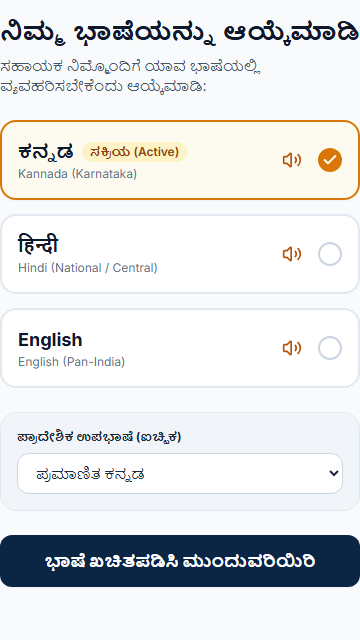 ನಿಮ್ಮ ಭಾಷೆಯನ್ನು ಆಯ್ಕೆಮಾಡಿ
ಸಹಾಯಕ ನಿಮ್ಮೊಂದಿಗೆ ಯಾವ ಭಾಷೆಯಲ್ಲಿ
ವ್ಯವಹರಿಸಬೇಕೆಂದು ಆಯ್ಕೆಮಾಡಿ:
ಕನ್ನಡ ಸಕ್ರಿಯ (Active)
Kannada (Karnataka)
हिन्दी
Hindi (National / Central)
English
English (Pan-India)
ಪ್ರಾದೇಶಿಕ ಉಪಭಾಷೆ (ಐಚ್ಛಿಕ)
ಪ್ರಮಾಣಿತ ಕನ್ನಡ
ಭಾಷೆ ಖಚಿತಪಡಿಸಿ ಮುಂದುವರಿಯಿರಿ